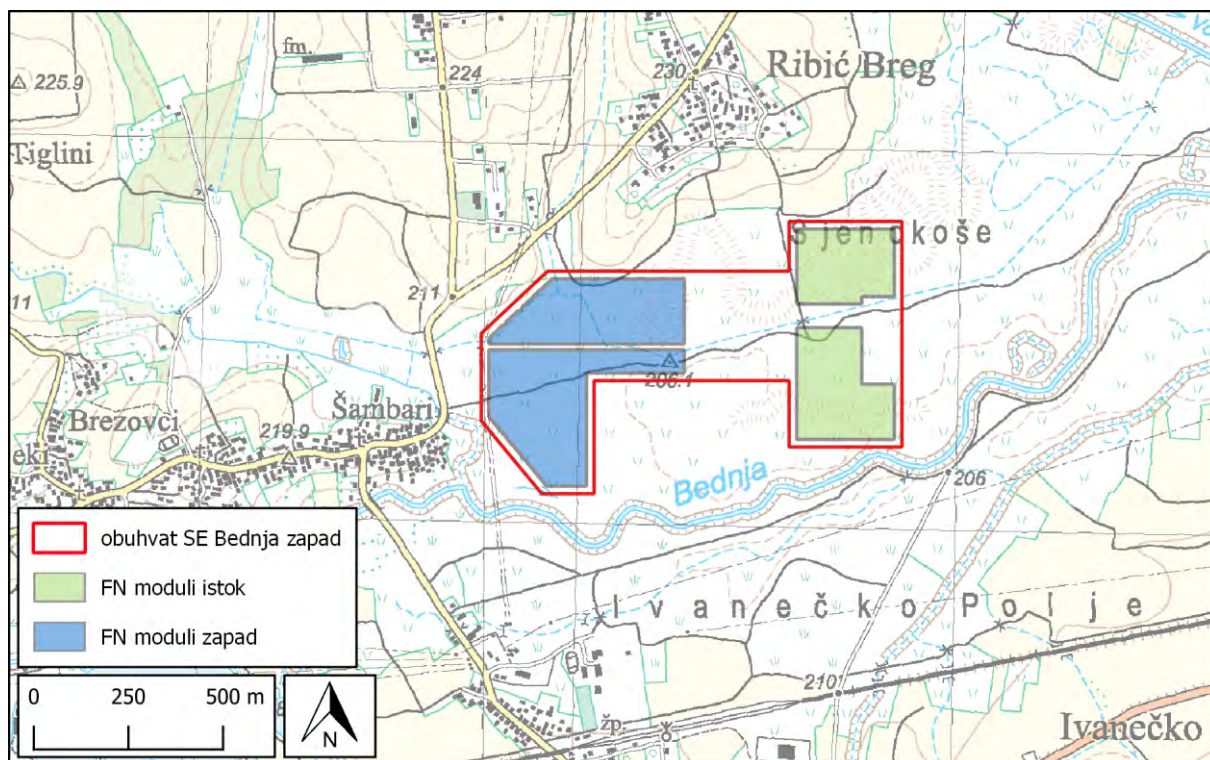 fm.
Ribić Breg
230
224
225.9
Tiglini
Sjenokoše
211
11
206.1
Šambari
Brezovci
219.9
eki
Bednja
206
obuhvat SE Bednja zapad
FN moduli istok
FN moduli zapad
Ivanečko Polje
0 250 500 m
N
žp.
210
Ivanečko